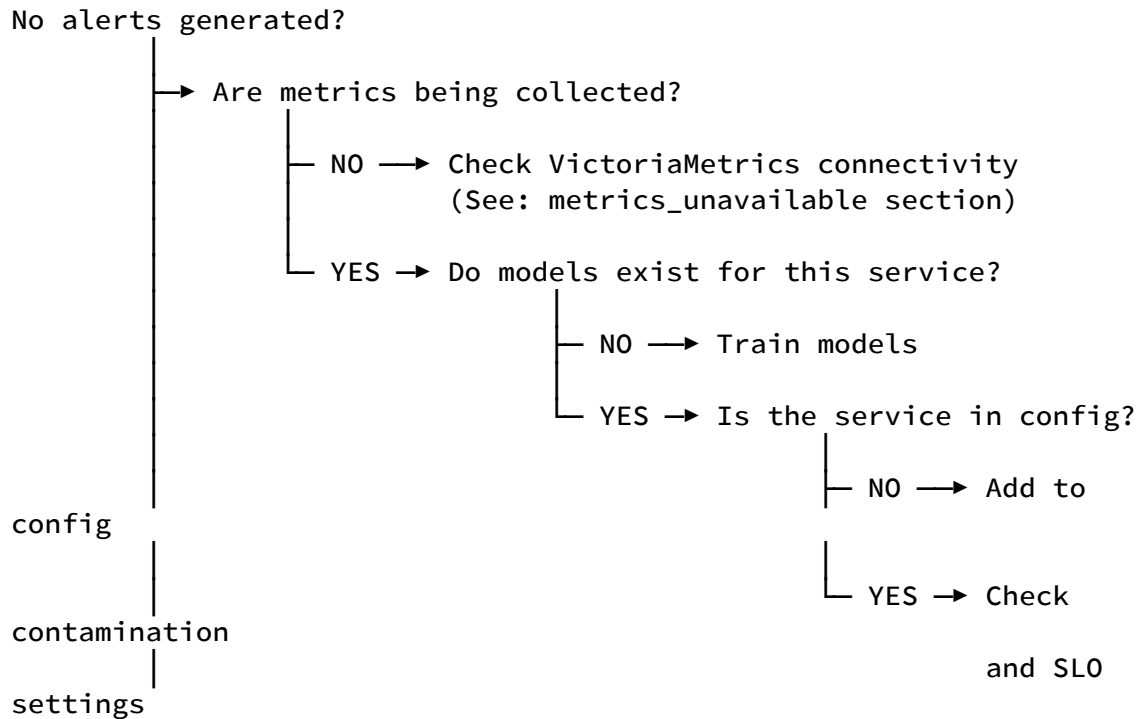 No alerts generated?
Are metrics being collected?
NO → Check VictoriaMetrics connectivity
(See: metrics_unavailable section)
YES → Do models exist for this service?
NO → Train models
YES → Is the service in config?
NO → Add to
config
YES → Check
contamination
and SLO
settings